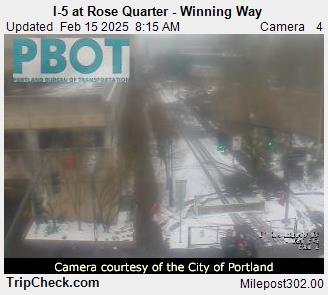 I-5 at Rose Quarter - Winning Way
Updated Feb 15 2025 8:15 AM Camera 4
PBOT
PORTLAND BUREAU OF TRANSPORTATION
Camera courtesy of the City of Portland
TripCheck.com Milepost302.00